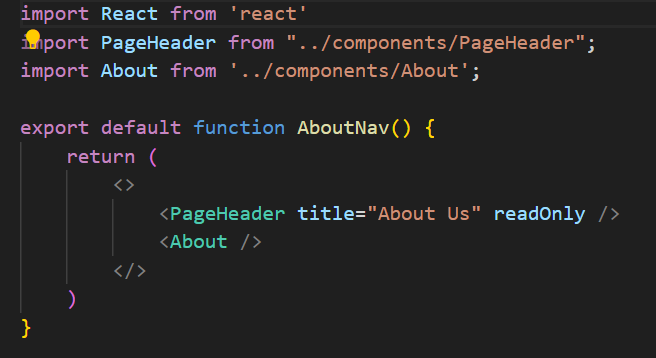 import React from 'react'
import PageHeader from "../components/PageHeader";
import About from '../components/About';
export default function AboutNav() {
return (
<>
<PageHeader title="About Us" readOnly />
<About />
</>
)
}